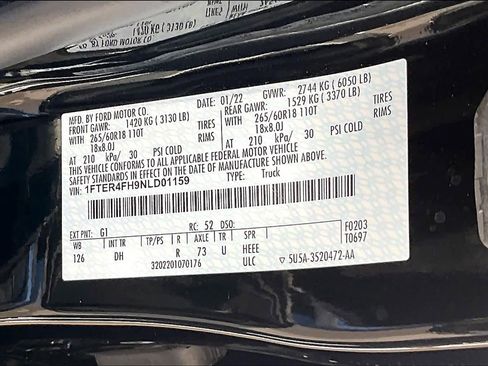 MFD. BY FORD MOTOR CO.
DATE: 01/22 GVWR: 2744 KG ( 6050 LB)
FRONT GAWR: 1420 KG ( 3130 LB) REAR GAWR: 1529 KG ( 3370 LB)
265/60R18 110T TIRES 265/60R18 110T TIRES
18x8.0J RIMS 18x8.0J RIMS
AT 210 kPa/ 30 PSI COLD AT 210 kPa/ 30 PSI COLD
THIS VEHICLE CONFORMS TO ALL APPLICABLE FEDERAL MOTOR VEHICLE
SAFETY STANDARDS IN EFFECT ON THE DATE OF MANUFACTURE SHOWN ABOVE.
VIN: 1FTER4FH9NLD01159 TYPE: Truck
EXT PNT: G1 RC: 52 DSO: F0203
WB INT TR TP/PS R AXLE TR SPR T0697
126 DH R 73 U HEEE
3202201070176 ULC 5U5A-3520472-AA